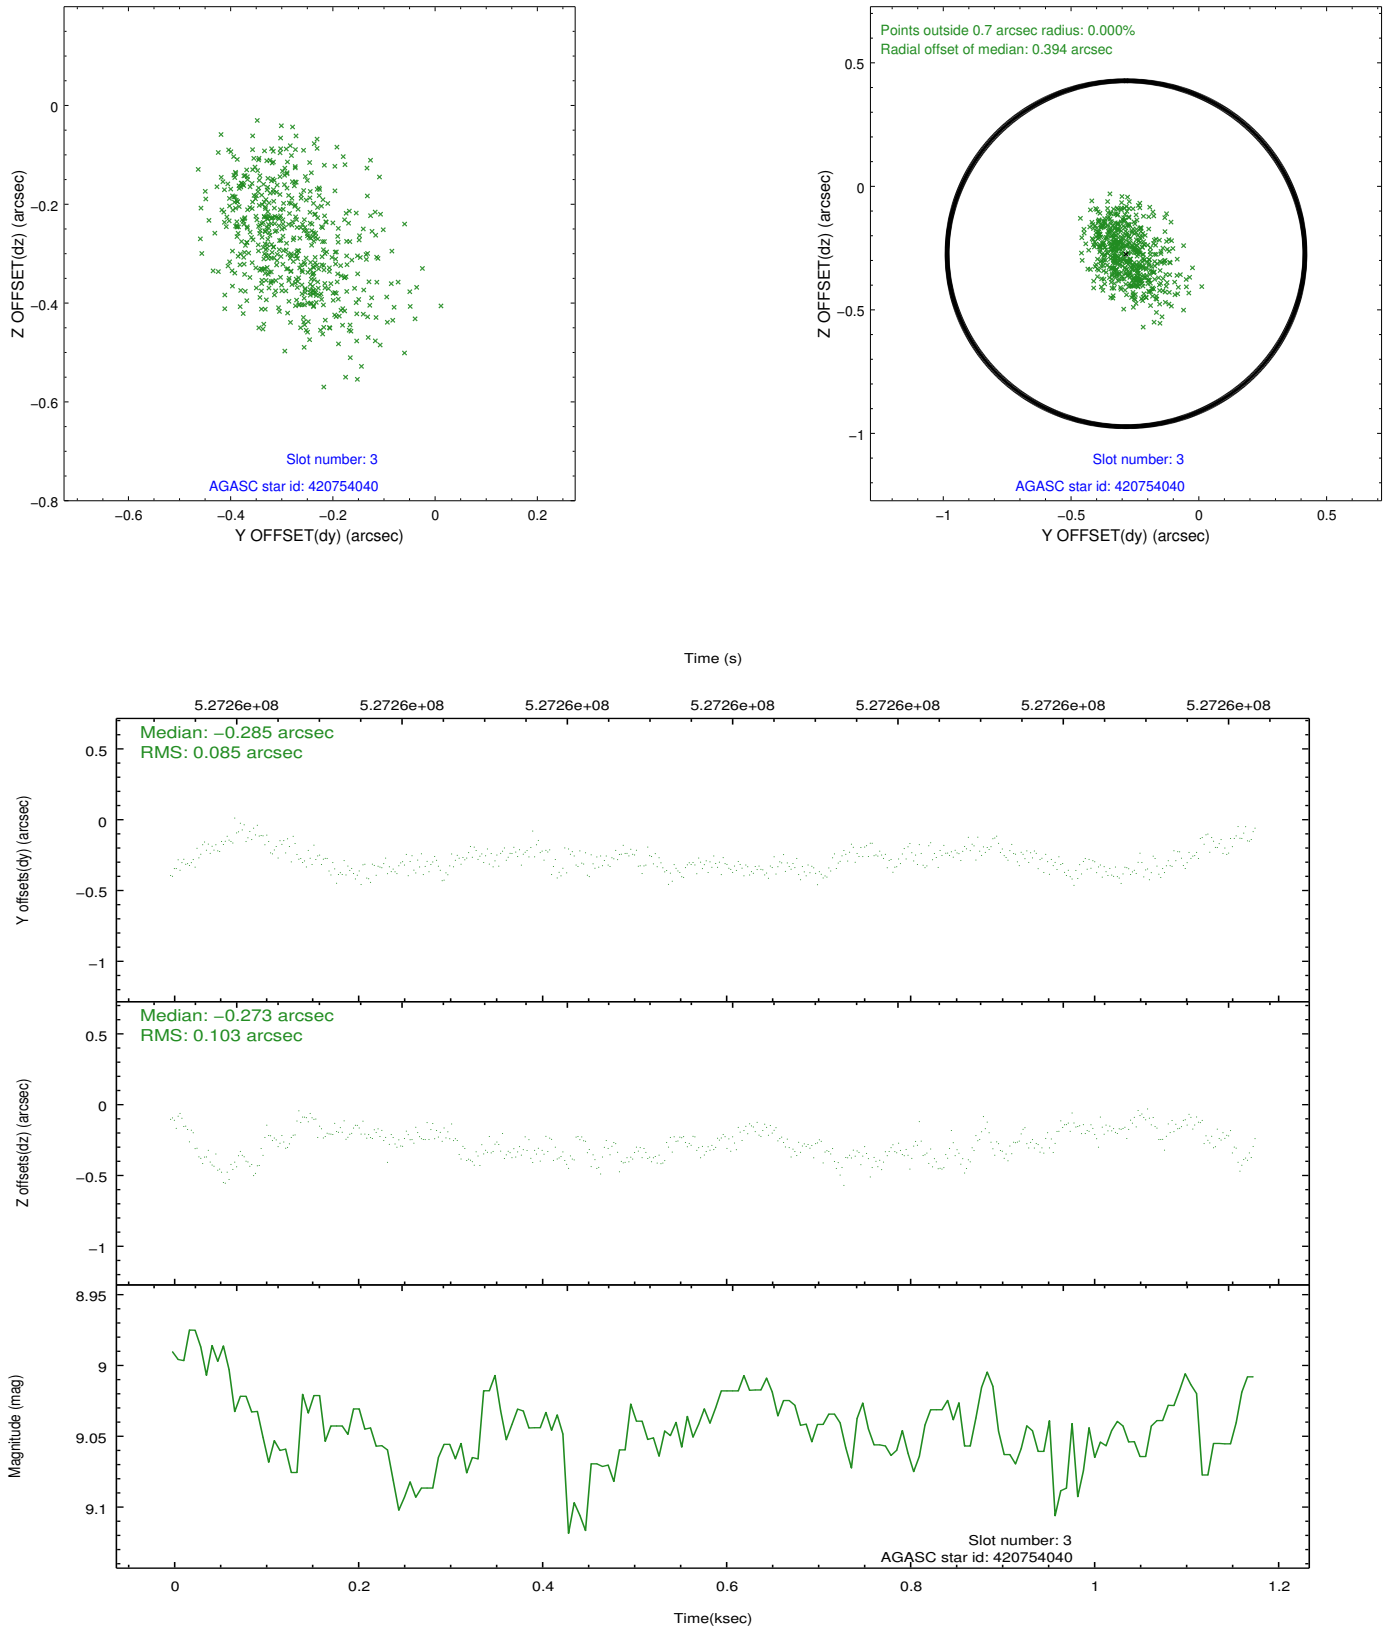 0
−0.2
−0.4
−0.6
−0.8
Z OFFSET(dz) (arcsec)
Slot number: 3
AGASC star id: 420754040
−0.6 −0.4 −0.2 0 0.2
Y OFFSET(dy) (arcsec)
Points outside 0.7 arcsec radius: 0.000%
Radial offset of median: 0.394 arcsec
0.5
0
−0.5
−1
Z OFFSET(dz) (arcsec)
Slot number: 3
AGASC star id: 420754040
−1 −0.5 0 0.5
Y OFFSET(dy) (arcsec)
Time (s)
5.2726e+08 5.2726e+08 5.2726e+08 5.2726e+08 5.2726e+08 5.2726e+08 5.2726e+08
Median: −0.285 arcsec
RMS: 0.085 arcsec
0.5
0
−0.5
−1
Y offsets(dy) (arcsec)
Median: −0.273 arcsec
RMS: 0.103 arcsec
0.5
0
−0.5
−1
Z offsets(dz) (arcsec)
8.95
9
9.05
9.1
Magnitude (mag)
Slot number: 3
AGASC star id: 420754040
0 0.2 0.4 0.6 0.8 1 1.2
Time(ksec)